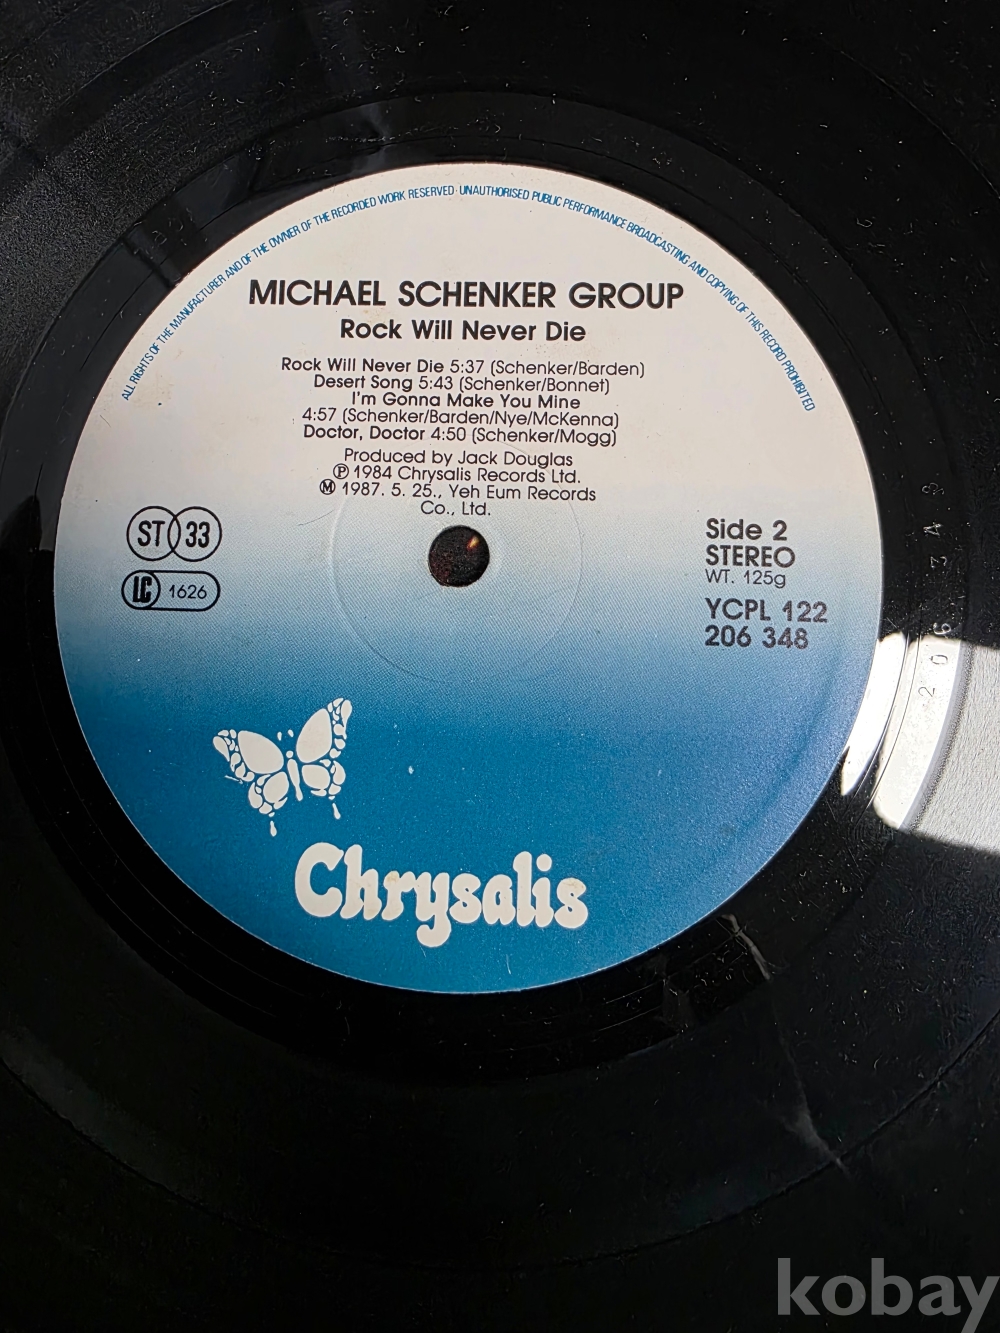 ALL RIGHTS OF THE MANUFACTURER AND OF THE OWNER OF THE RECORDED WORK RESERVED· UNAUTHORISED PUBLIC PERFORMANCE BROADCASTING AND COPYING OF THIS RECORD PROHIBITED
MICHAEL SCHENKER GROUP
Rock Will Never Die
Rock Will Never Die 5:37 (Schenker/Barden)
Desert Song 5:43 (Schenker/Bonnet)
I'm Gonna Make You Mine
4:57 (Schenker/Barden/Nye/McKenna)
Doctor, Doctor 4:50 (Schenker/Mogg)
Produced by Jack Douglas
Ⓟ 1984 Chrysalis Records Ltd.
Ⓜ 1987. 5. 25., Yeh Eum Records
Co., Ltd.
ST 33
LC 1626
Side 2
STEREO
WT. 125g
YCPL 122
206 348
Chrysalis
kobay